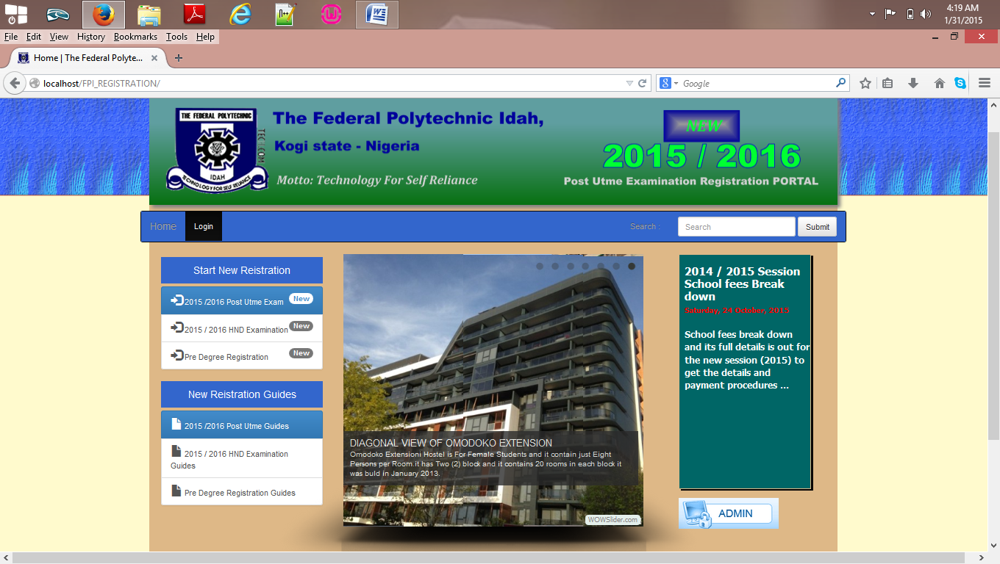 4:19 AM
1/31/2015
File Edit View History Bookmarks Tools Help
Home | The Federal Polyte...
localhost/FPI_REGISTRATION/
Google
THE FEDERAL POLYTECHNIC
IDAH
TECHNOLOGY FOR SELF RELIANCE
The Federal Polytechnic Idah,
Kogi state - Nigeria
Motto: Technology For Self Reliance
NEW
2015 / 2016
Post Utme Examination Registration PORTAL
Home Login Search : Search Submit
Start New Reistration
2015 /2016 Post Utme Exam New
2015 / 2016 HND Examination New
Pre Degree Registration New
New Reistration Guides
2015 /2016 Post Utme Guides
2015 / 2016 HND Examination
Guides
Pre Degree Registration Guides
DIAGONAL VIEW OF OMODOKO EXTENSION
Omodoko Extensioni Hostel is For Female Students and it contain just Eight
Persons per Room.it has Two (2) block and it contains 20 rooms in each block it
was buld in January 2013.
WOWSlider.com
2014 / 2015 Session
School fees Break
down
Saturday, 24 October, 2015
School fees break down
and its full details is out for
the new session (2015) to
get the details and
payment procedures ...
ADMIN